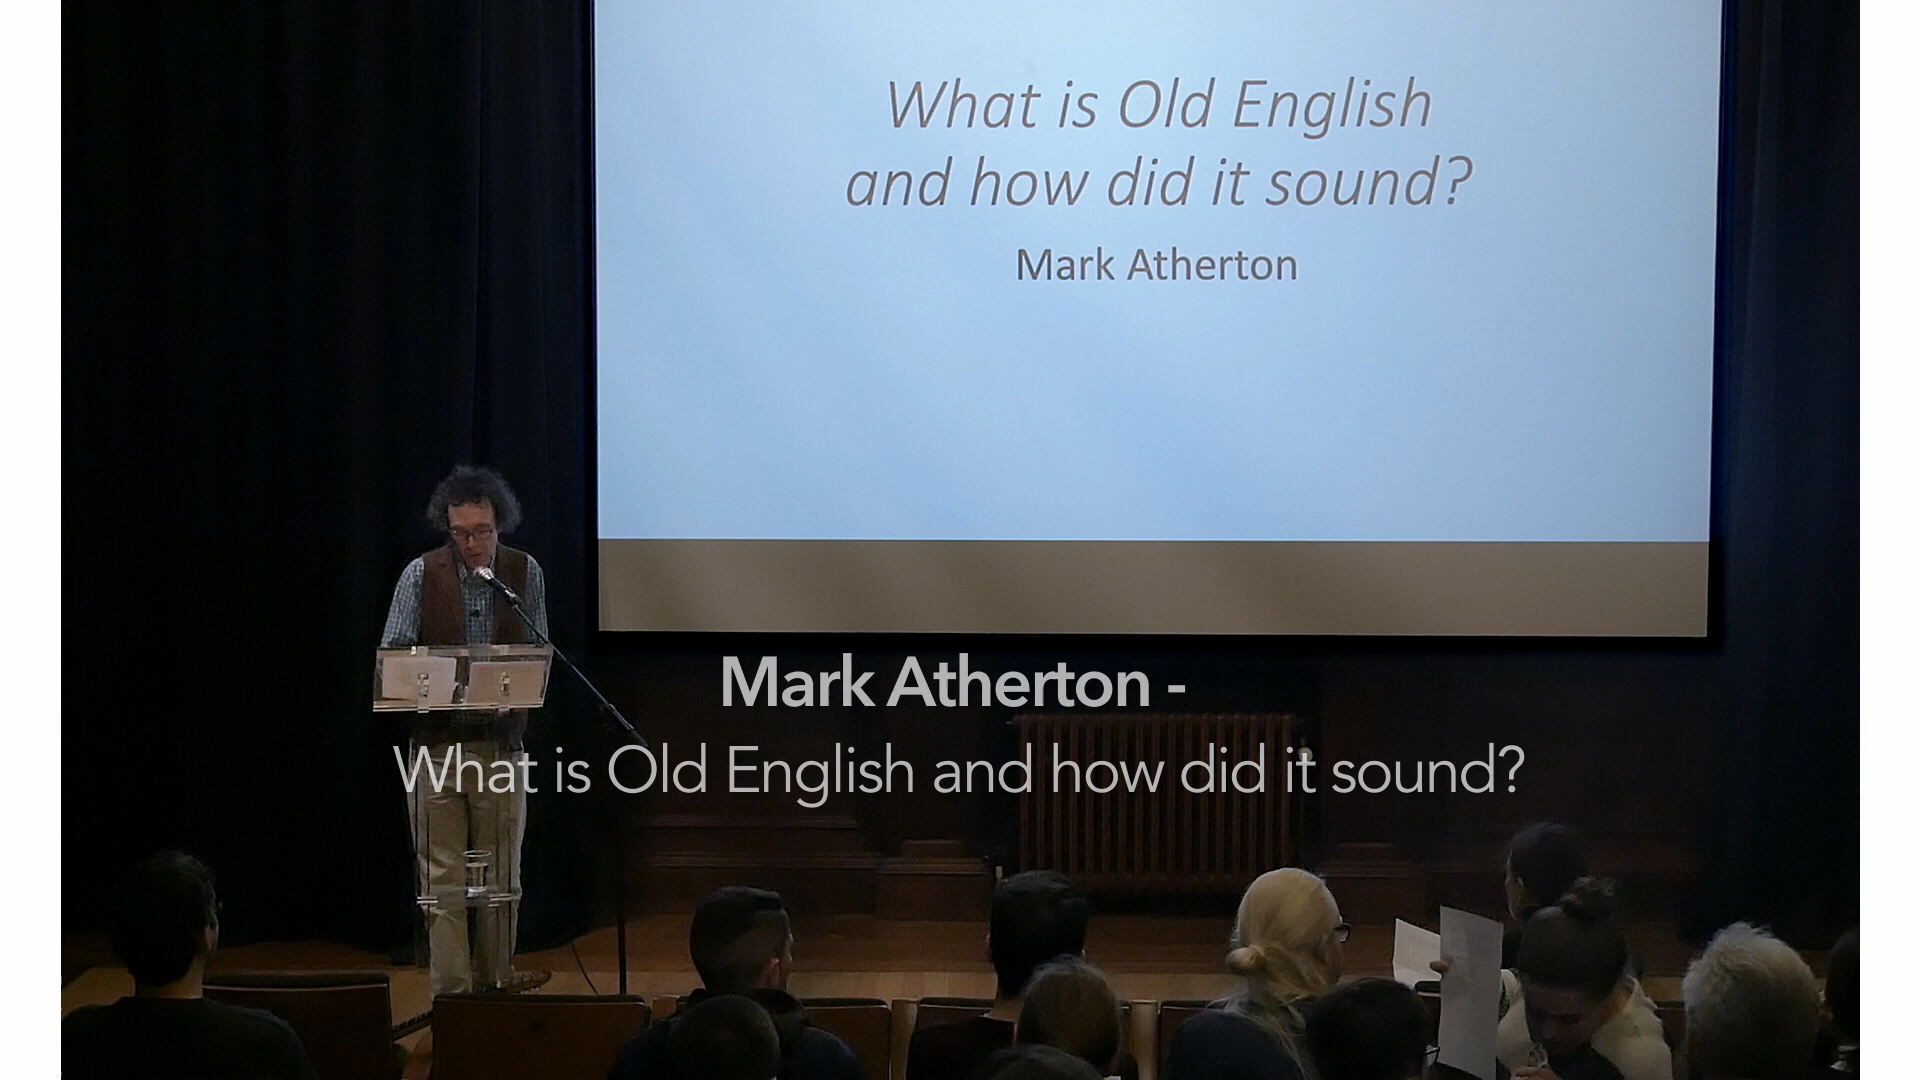 What is Old English
and how did it sound?
Mark Atherton
Mark Atherton -
What is Old English and how did it sound?